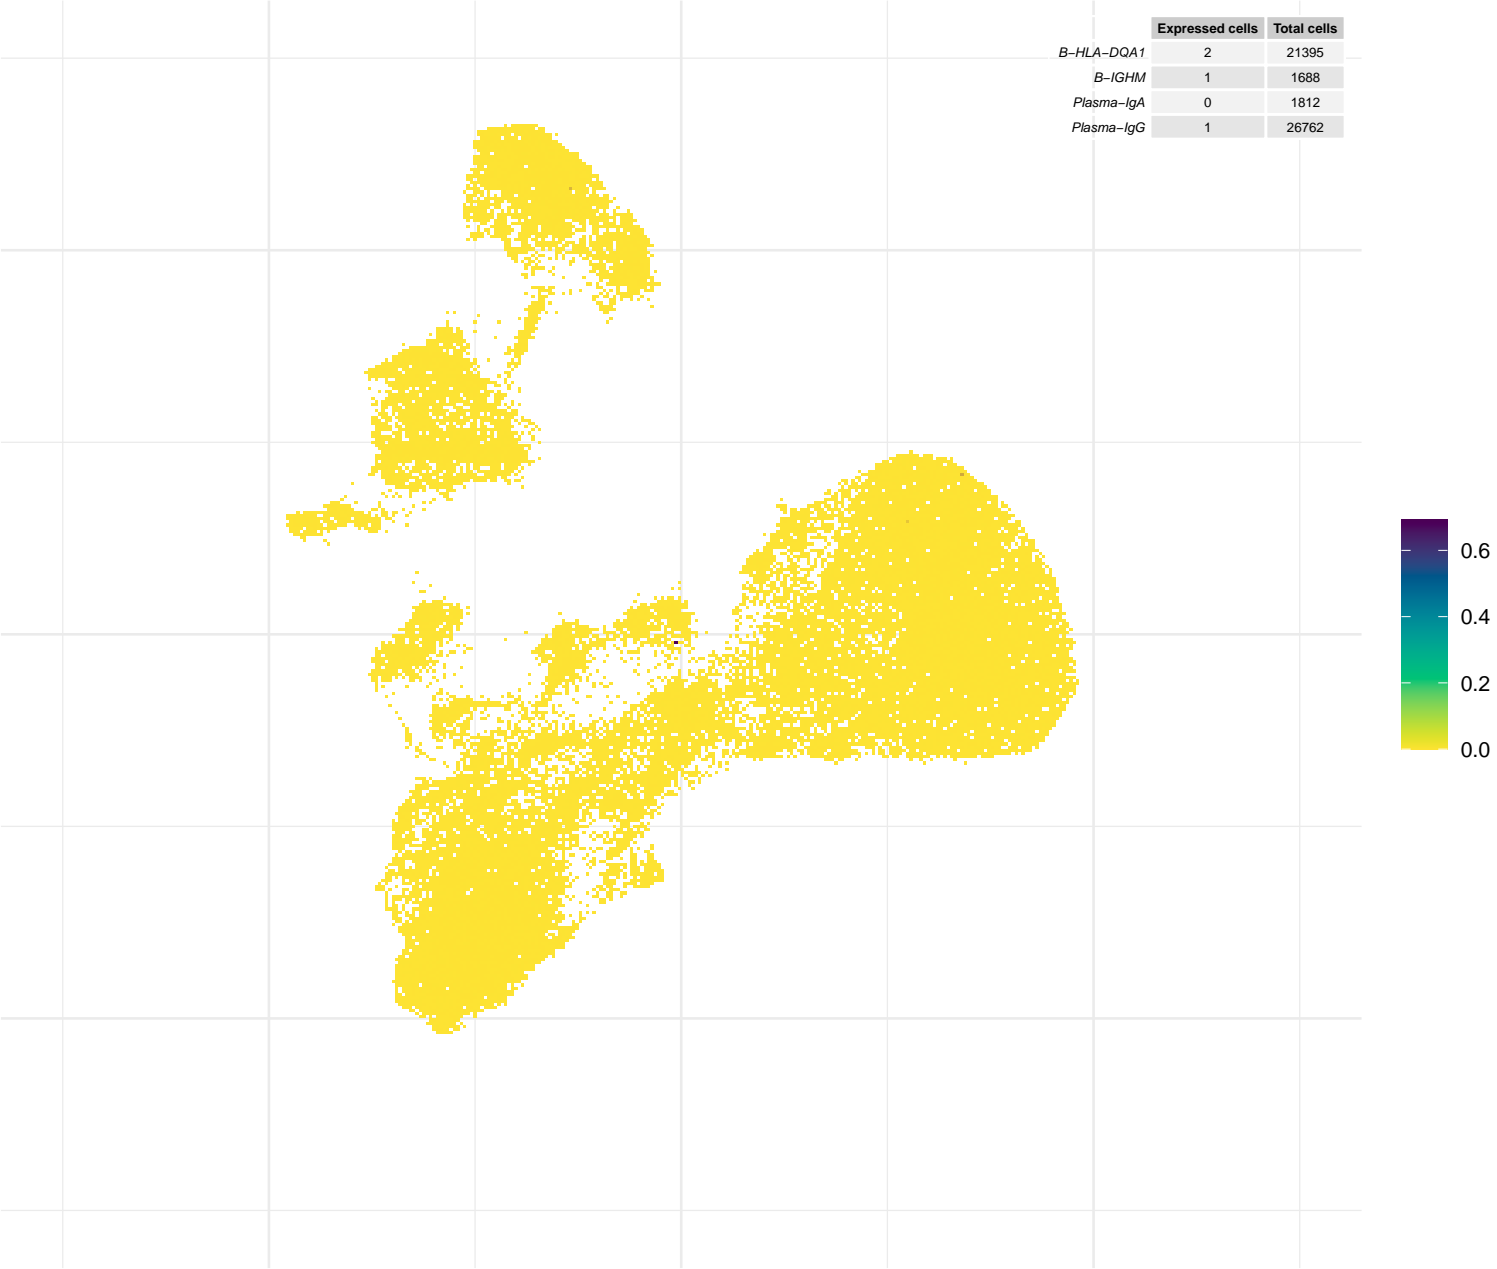 Expressed cells Total cells
B−HLA−DQA1 2 21395
B−IGHM 1 1688
Plasma−IgA 0 1812
Plasma−IgG 1 26762
0.6
0.4
0.2
0.0